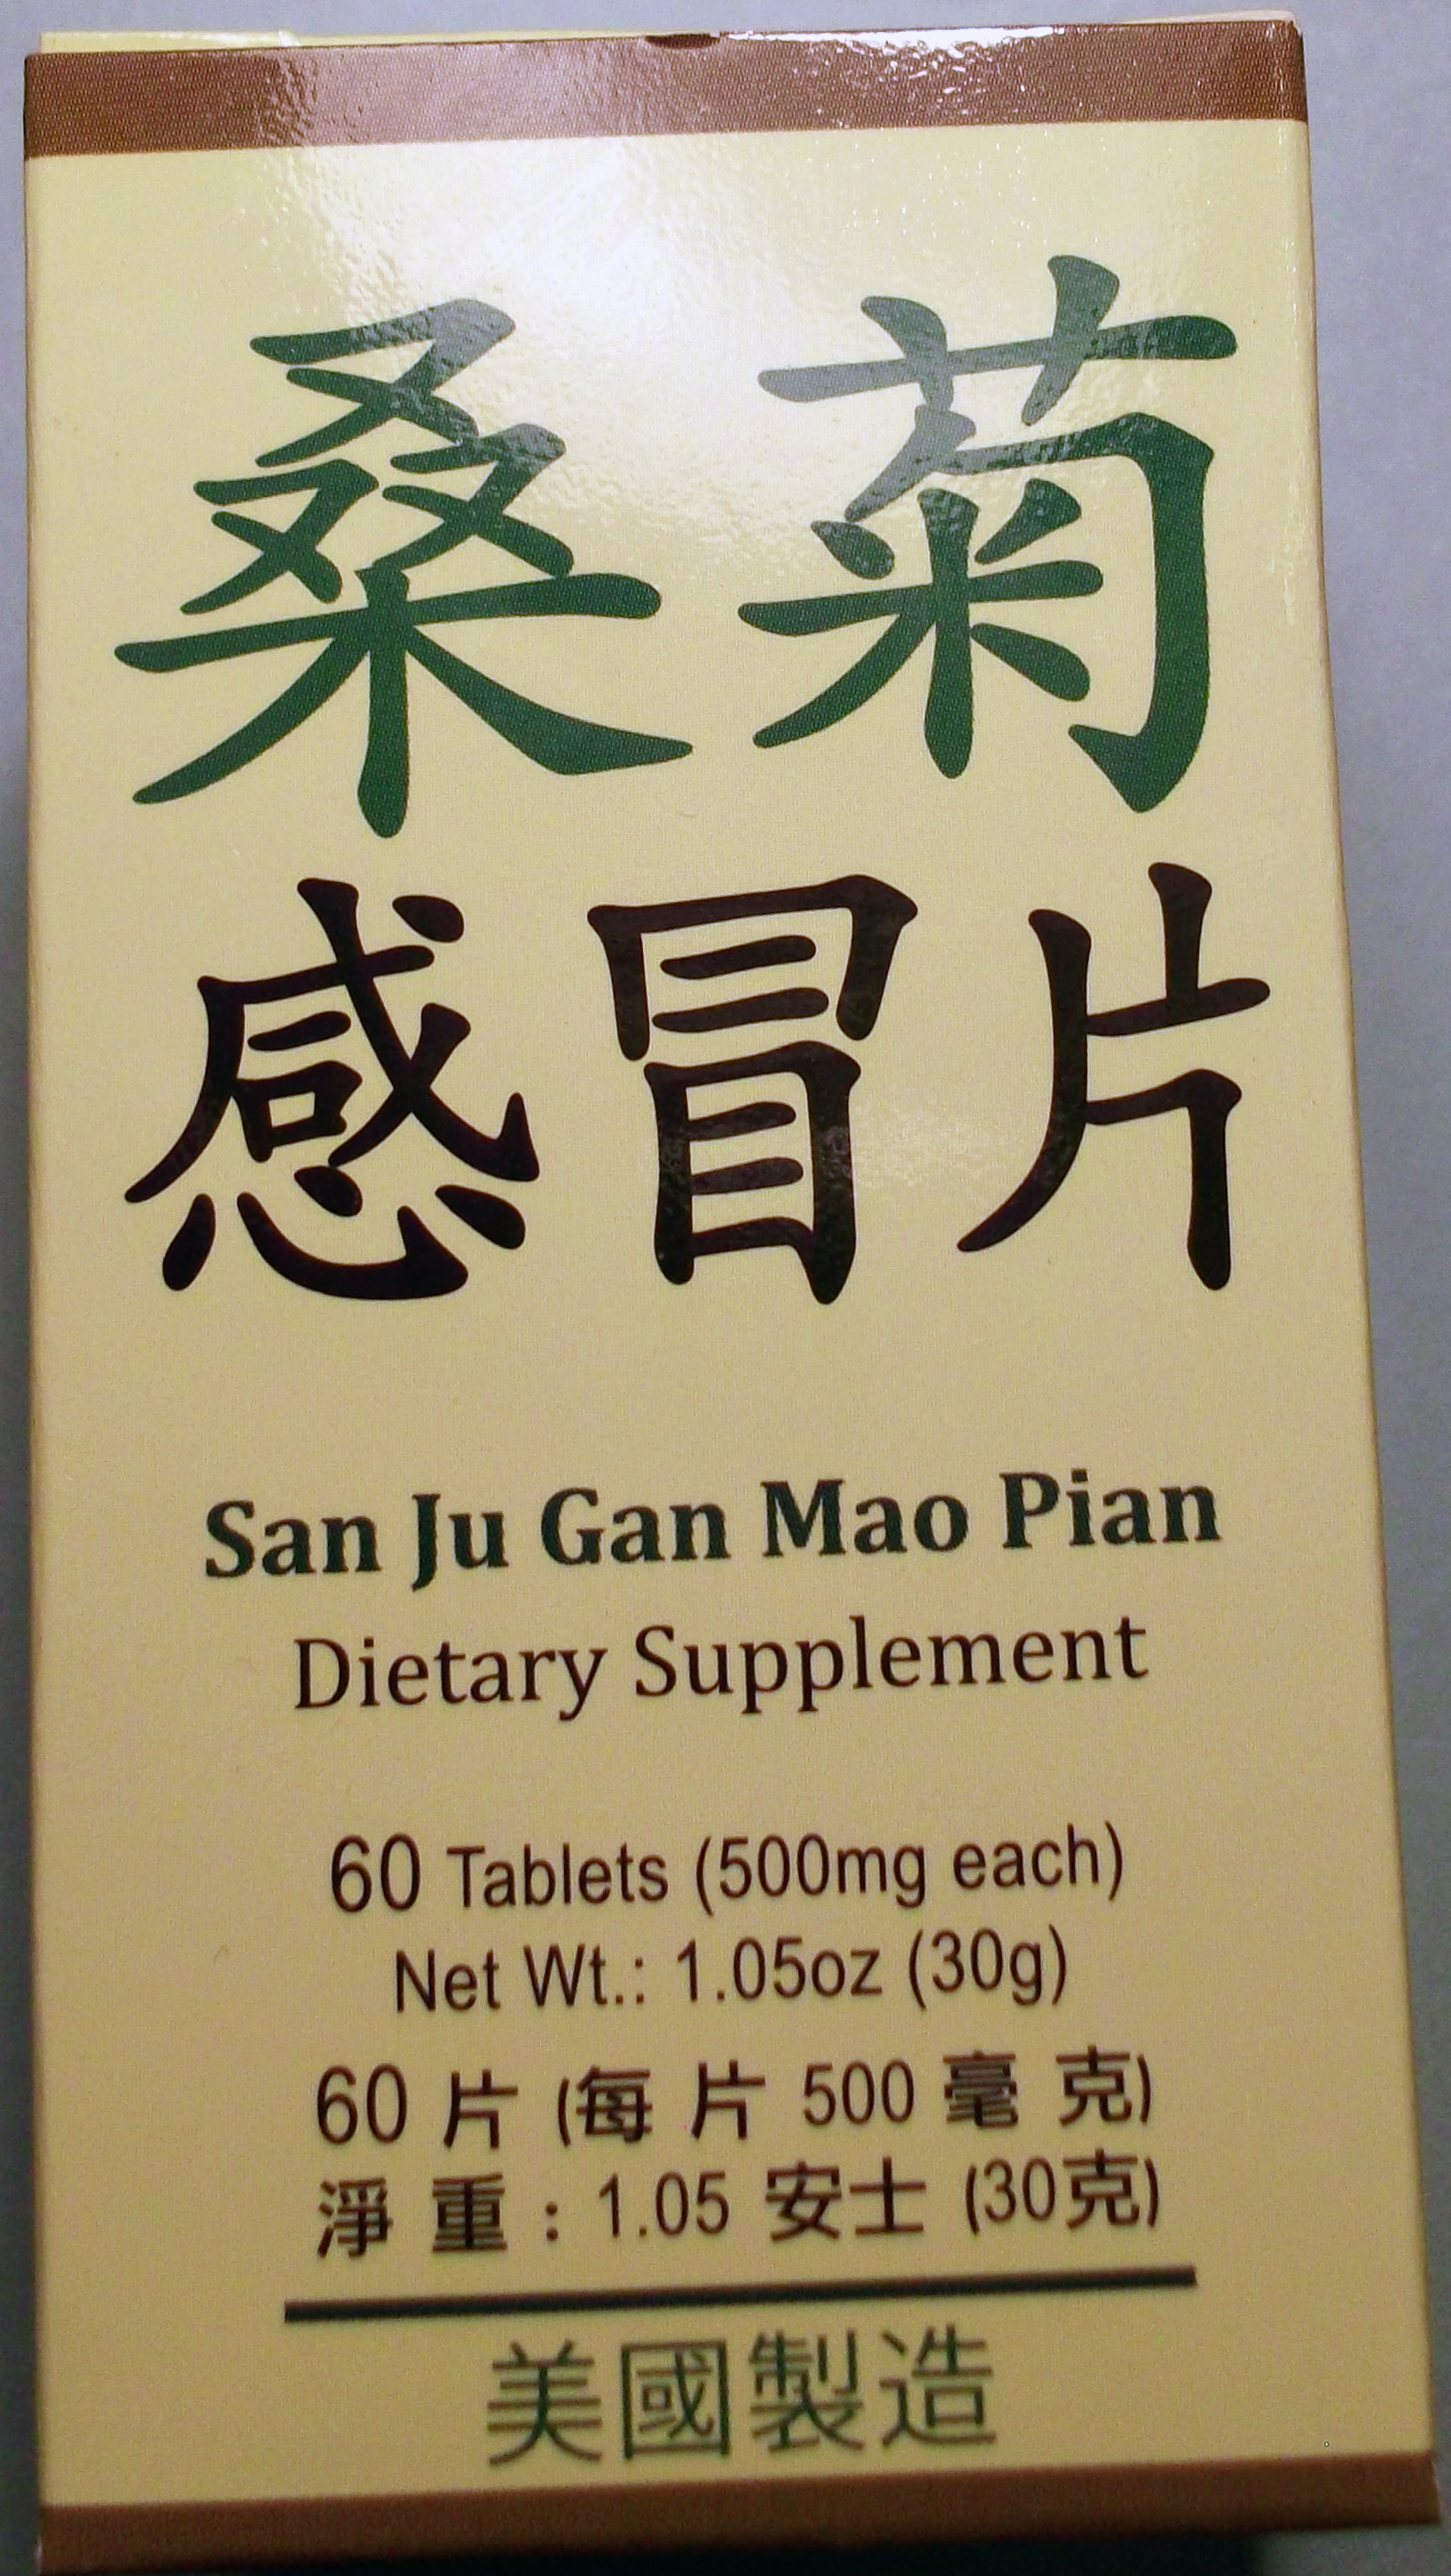 桑菊
感冒片
San Ju Gan Mao Pian
Dietary Supplement
60 Tablets (500mg each)
Net Wt.: 1.05oz (30g)
60 片 (每 片 500 毫 克)
淨 重 : 1.05 安士 (30克)
美國製造